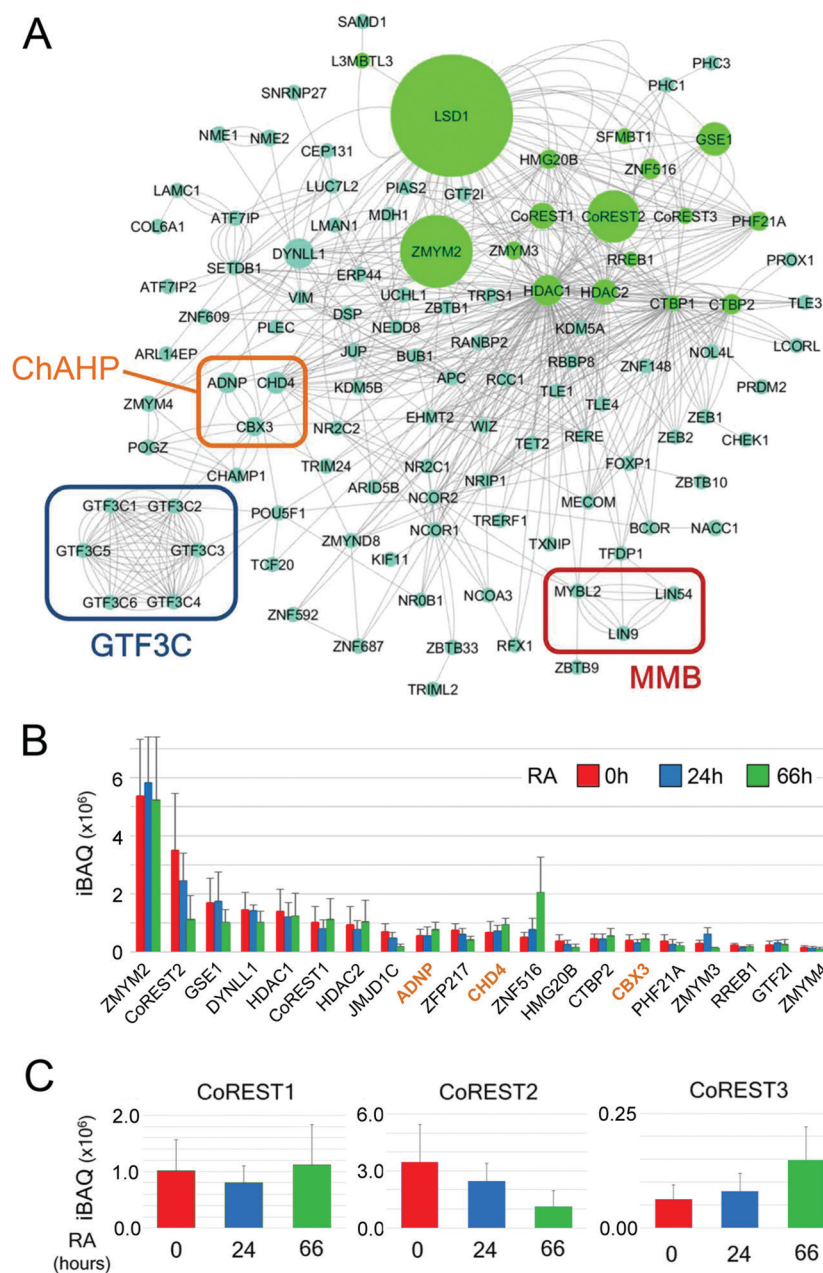 A
SAMD1
L3MBTL3
PHC3
PHC1
SNRNP27
LSD1
NME1
NME2
SFMBT1
GSE1
CEP131
HMG20B
ZNF516
LAMC1
LUC7L2
PIAS2
GTF2I
COL6A1
ATF7IP
LMAN1
MDH1
CoREST1
CoREST2
CoREST3
PHF21A
DYNLL1
ZMYM2
ZMYM3
RREB1
PROX1
SETDB1
ERP44
ATF7IP2
VIM
UCHL1
ZBTB1
TRPS1
HDAC1
HDAC2
CTBP1
CTBP2
TLE3
ZNF609
DSP
NEDD8
KDM5A
PLEC
RANBP2
LCORL
ARL14EP
JUP
BUB1
RBBP8
ZNF148
NOL4L
ChAHP
ADNP
CHD4
KDM5B
APC
RCC1
TLE1
PRDM2
ZMYM4
CBX3
NR2C2
EHMT2
WIZ
TLE4
ZEB1
POGZ
TET2
RERE
ZEB2
CHEK1
CHAMP1
TRIM24
NR2C1
FOXP1
ARID5B
NRIP1
ZBTB10
GTF3C1
GTF3C2
POU5F1
NCOR2
MECOM
NCOR1
TRERF1
BCOR
NACC1
GTF3C5
GTF3C3
ZMYND8
TXNIP
TFDP1
TCF20
KIF11
GTF3C6
GTF3C4
NR0B1
NCOA3
MYBL2
LIN54
ZNF592
LIN9
GTF3C
ZNF687
ZBTB33
RFX1
ZBTB9
MMB
TRIML2
B
RA 0h 24h 66h
iBAQ (x10⁶)
6
4
2
0
ZMYM2
CoREST2
GSE1
DYNLL1
HDAC1
CoREST1
HDAC2
JMJD1C
ADNP
ZFP217
CHD4
ZNF516
HMG20B
CTBP2
CBX3
PHF21A
ZMYM3
RREB1
GTF2I
ZMYM4
C
CoREST1
CoREST2
CoREST3
iBAQ (x10⁶)
2.0
1.0
0.0
6.0
3.0
0.0
0.25
0.00
RA
(hours)
0 24 66
0 24 66
0 24 66